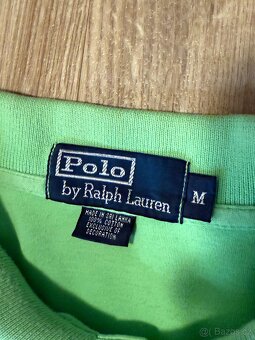 Polo
by Ralph Lauren
M
MADE IN SRI LANKA
100% COTTON
EXCLUSIVE OF
DECORATION